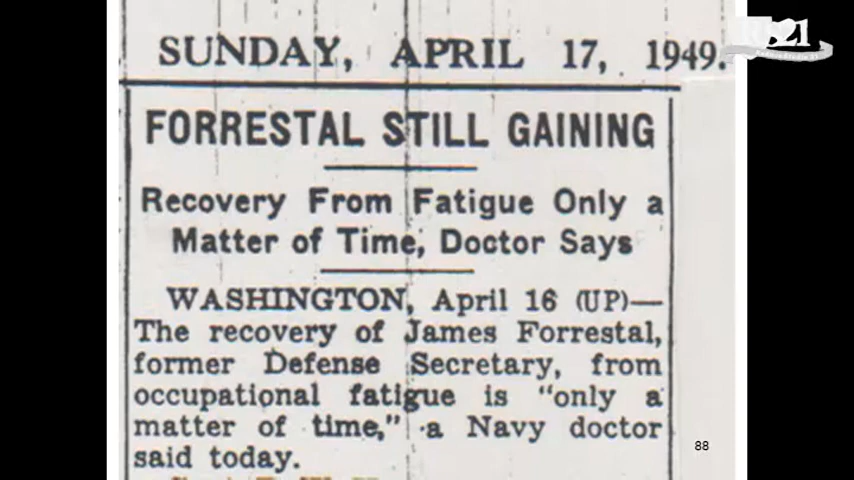 SUNDAY, APRIL 17, 1949.
FORRESTAL STILL GAINING
Recovery From Fatigue Only a
Matter of Time, Doctor Says
WASHINGTON, April 16 (UP)—
The recovery of James Forrestal,
former Defense Secretary, from
occupational fatigue is "only a
matter of time," a Navy doctor
said today.
88